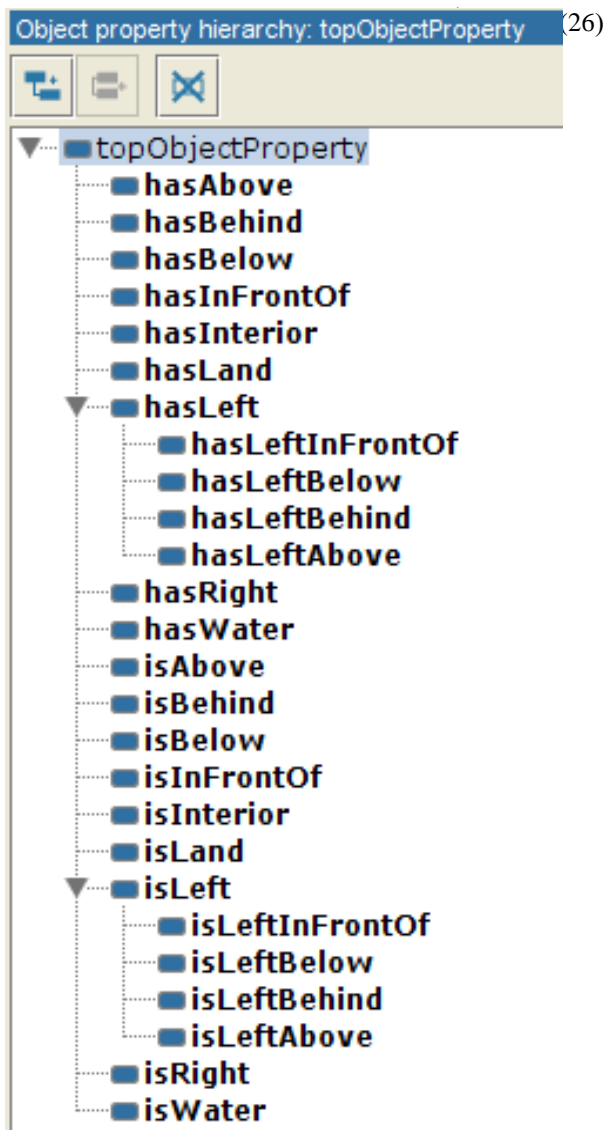 Object property hierarchy: topObjectProperty (26)
topObjectProperty
hasAbove
hasBehind
hasBelow
hasInFrontOf
hasInterior
hasLand
hasLeft
hasLeftInFrontOf
hasLeftBelow
hasLeftBehind
hasLeftAbove
hasRight
hasWater
isAbove
isBehind
isBelow
isInFrontOf
isInterior
isLand
isLeft
isLeftInFrontOf
isLeftBelow
isLeftBehind
isLeftAbove
isRight
isWater